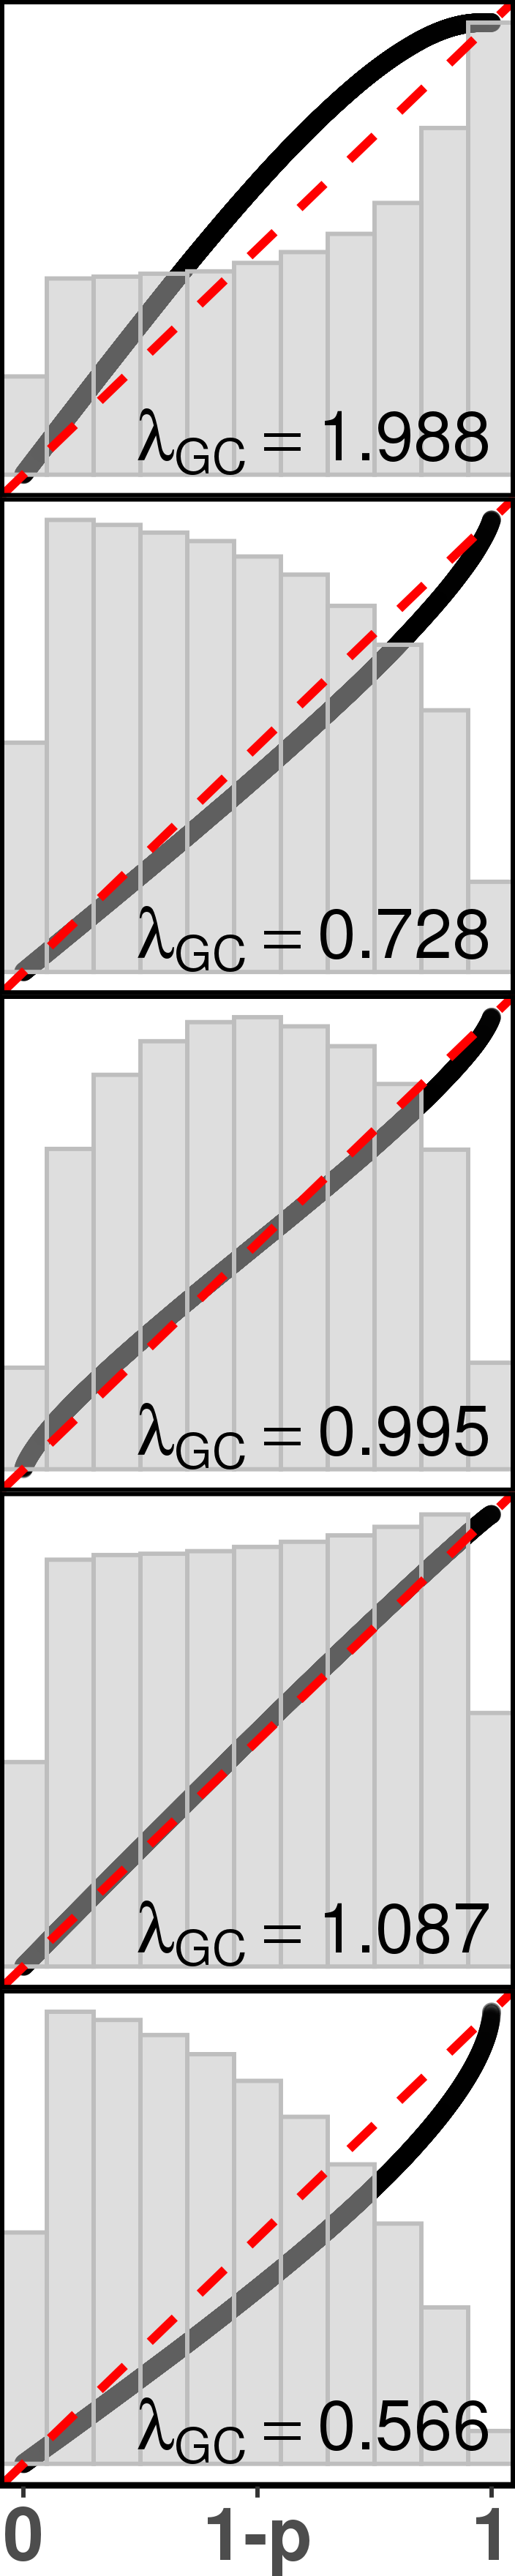 λGC = 1.988
λGC = 0.728
λGC = 0.995
λGC = 1.087
λGC = 0.566
0 1-p 1